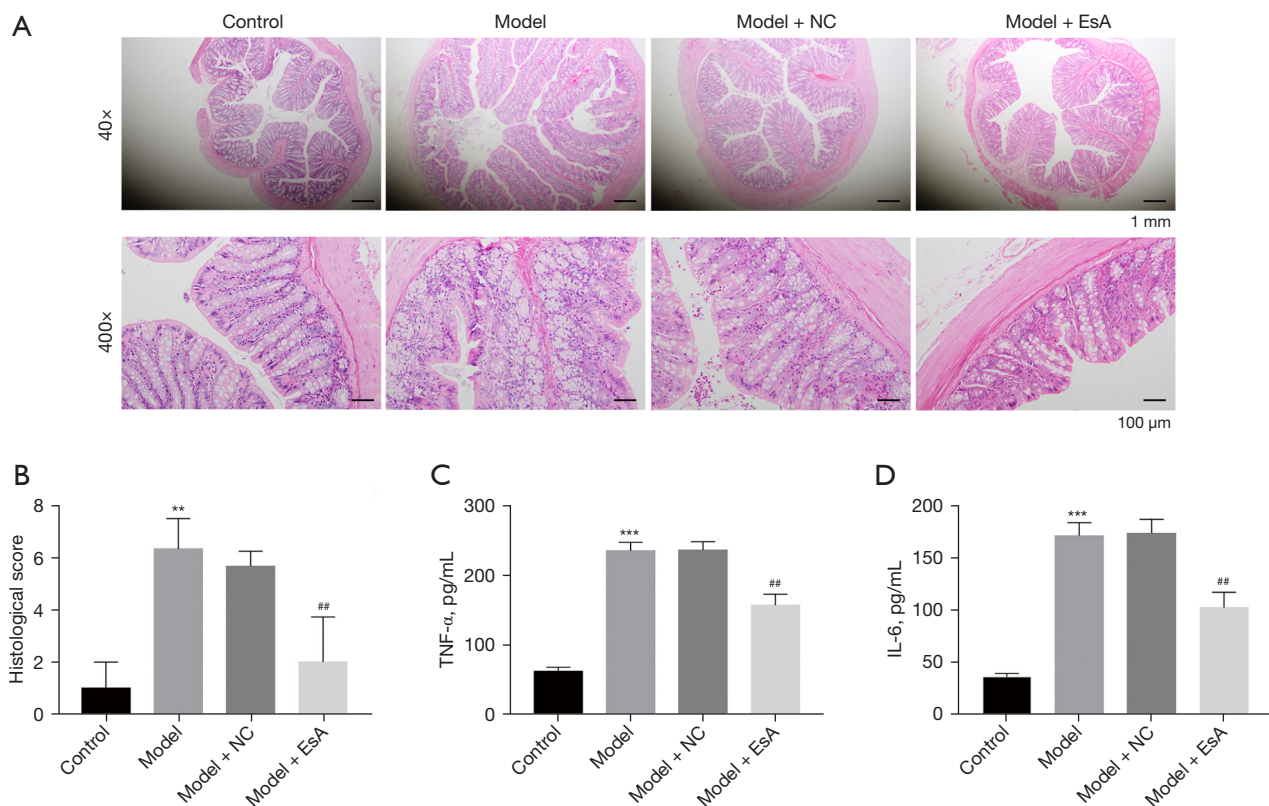 A
Control
Model
Model + NC
Model + EsA
40×
1 mm
400×
100 µm
B
Histological score
8
6
4
2
0
**
##
Control
Model
Model + NC
Model + EsA
C
TNF-α, pg/mL
300
200
100
0
***
##
Control
Model
Model + NC
Model + EsA
D
IL-6, pg/mL
200
150
100
50
0
***
##
Control
Model
Model + NC
Model + EsA